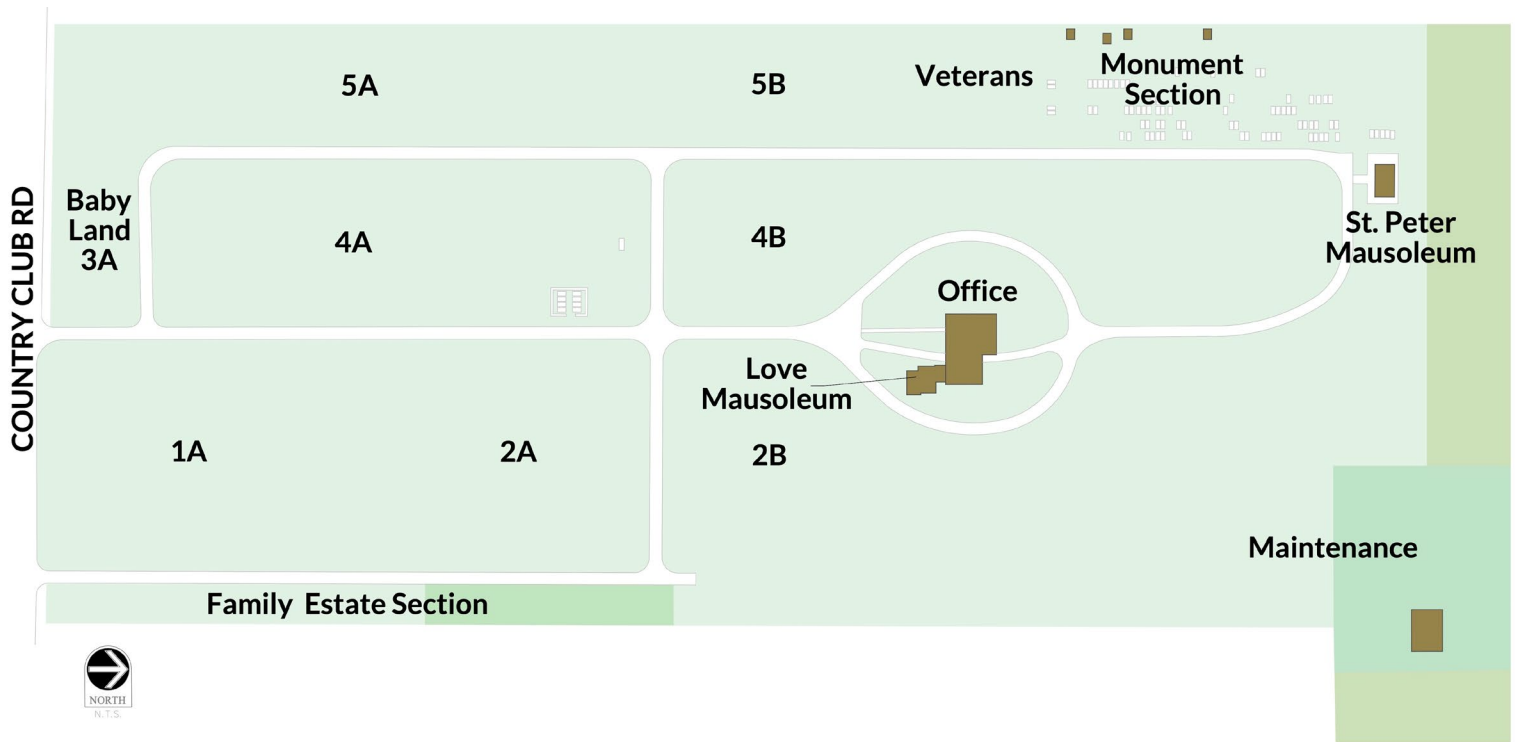 5A
5B
Veterans
Monument
Section
COUNTRY CLUB RD
Baby
Land
3A
4A
4B
St. Peter
Mausoleum
Office
Love
Mausoleum
1A
2A
2B
Maintenance
Family Estate Section
NORTH
N.T.S.